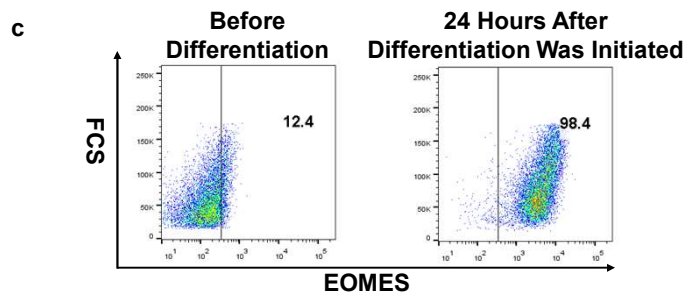 c
Before
Differentiation
24 Hours After
Differentiation Was Initiated
FCS
250K
200K
150K
100K
50K
0
12.4
10¹ 10² 10³ 10⁴ 10⁵
250K
200K
150K
100K
50K
0
98.4
10¹ 10² 10³ 10⁴ 10⁵
EOMES